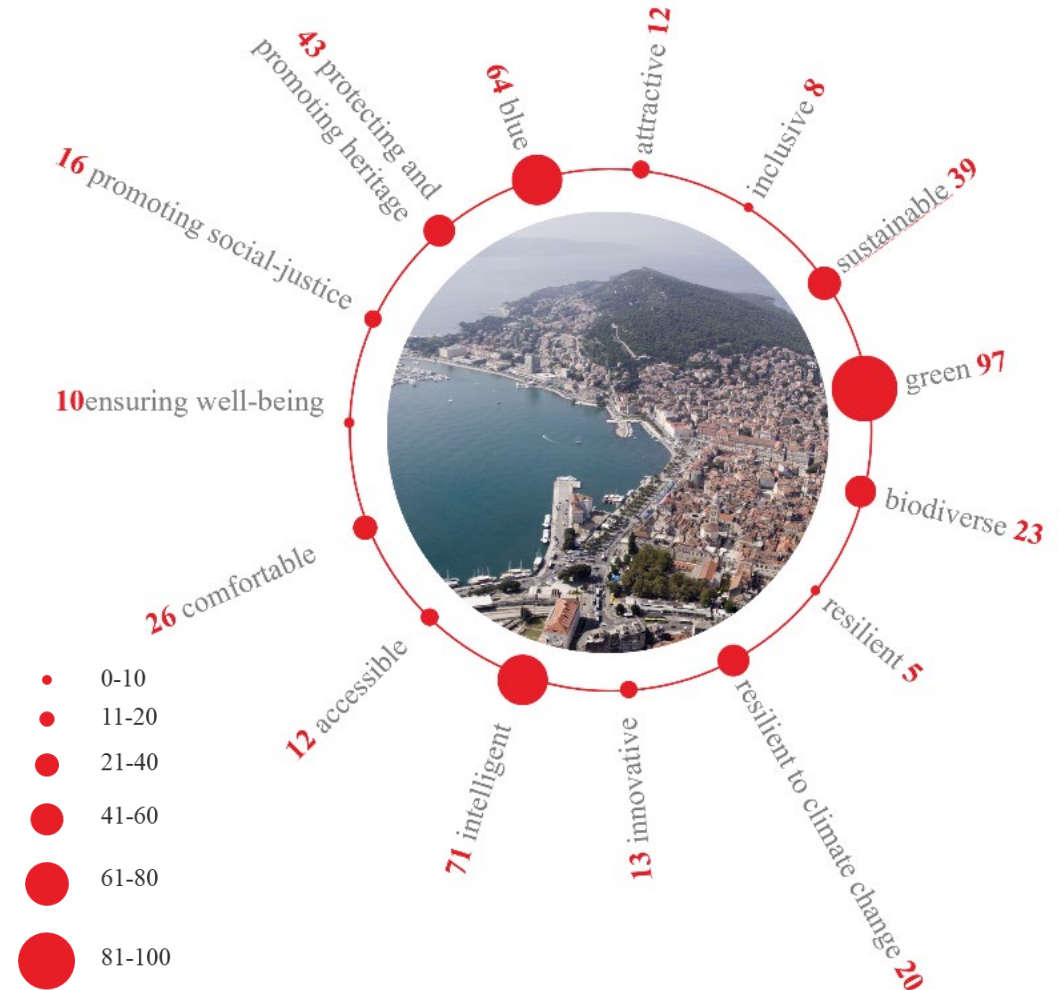 attractive 12
inclusive 8
sustainable 39
green 97
biodiverse 23
resilient 5
resilient to climate change 20
13 innovative
71 intelligent
12 accessible
26 comfortable
10ensuring well-being
16 promoting social-justice
43 protecting and
promoting heritage
64 blue
0-10
11-20
21-40
41-60
61-80
81-100